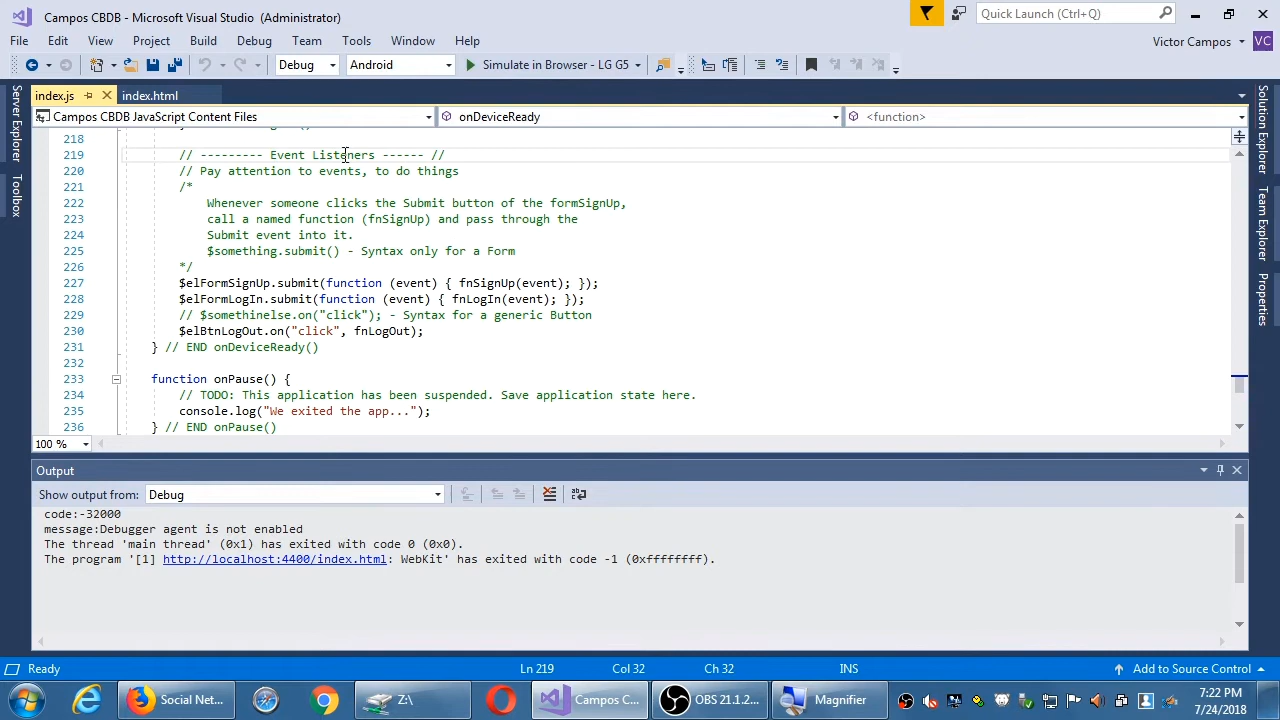 Campos CBDB - Microsoft Visual Studio (Administrator)
Quick Launch (Ctrl+Q)
File Edit View Project Build Debug Team Tools Window Help
Victor Campos VC
Debug Android Simulate in Browser - LG G5
Server Explorer
Toolbox
Solution Explorer
Team Explorer
Properties
index.js index.html
Campos CBDB JavaScript Content Files onDeviceReady <function>
218
219 // --------- Event Listeners ------ //
220 // Pay attention to events, to do things
221 /*
222 Whenever someone clicks the Submit button of the formSignUp,
223 call a named function (fnSignUp) and pass through the
224 Submit event into it.
225 $something.submit() - Syntax only for a Form
226 */
227 $elFormSignUp.submit(function (event) { fnSignUp(event); });
228 $elFormLogIn.submit(function (event) { fnLogIn(event); });
229 // $somethinelse.on("click"); - Syntax for a generic Button
230 $elBtnLogOut.on("click", fnLogOut);
231 } // END onDeviceReady()
232
233 function onPause() {
234 // TODO: This application has been suspended. Save application state here.
235 console.log("We exited the app...");
236 } // END onPause()
100 %
Output
Show output from: Debug
code:-32000
message:Debugger agent is not enabled
The thread 'main thread' (0x1) has exited with code 0 (0x0).
The program '[1] http://localhost:4400/index.html: WebKit' has exited with code -1 (0xffffffff).
Ready Ln 219 Col 32 Ch 32 INS Add to Source Control
Social Net... Z:\ Campos C... OBS 21.1.2... Magnifier
7:22 PM
7/24/2018